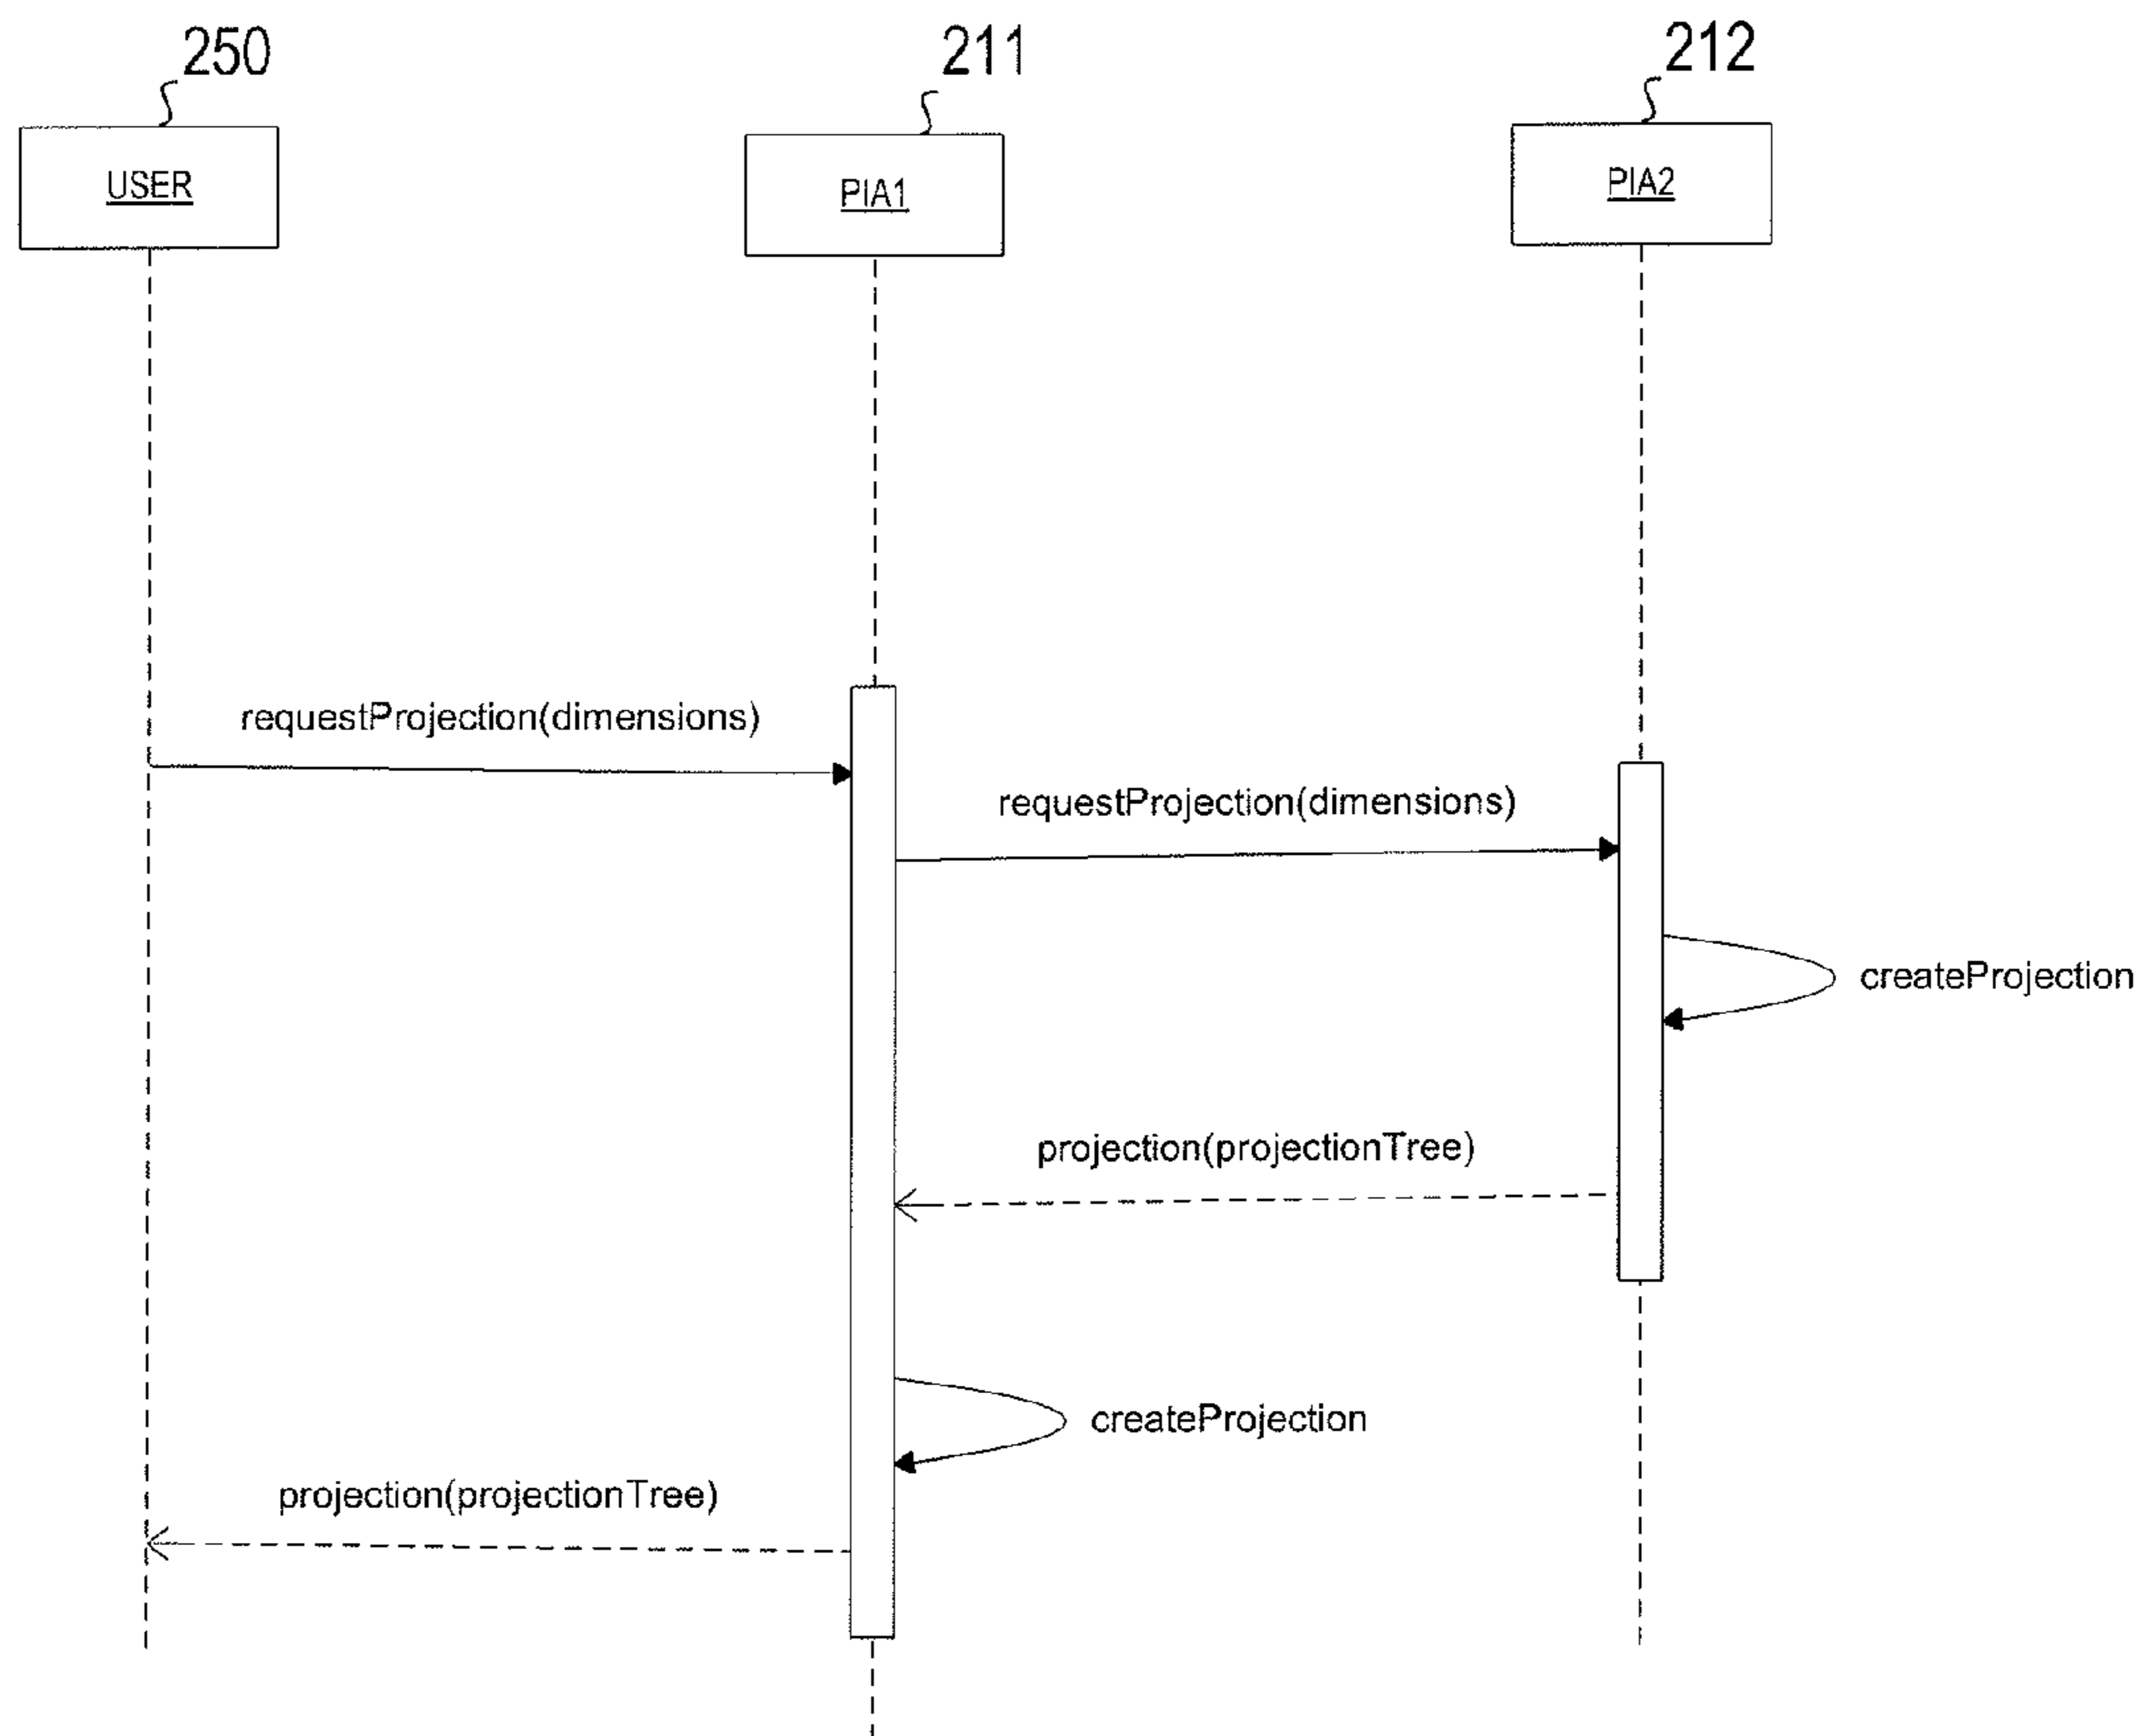 250
211
212
USER
PIA1
PIA2
requestProjection(dimensions)
requestProjection(dimensions)
createProjection
projection(projectionTree)
createProjection
projection(projectionTree)